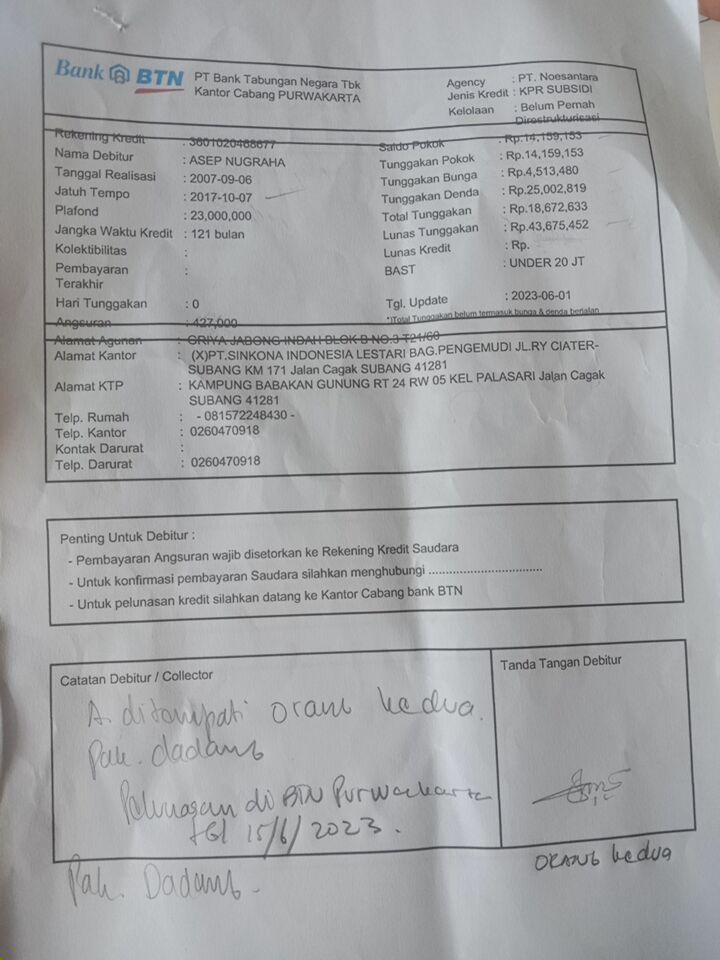 Bank BTN
PT Bank Tabungan Negara Tbk
Kantor Cabang PURWAKARTA
Agency : PT. Noesantara
Jenis Kredit : KPR SUBSIDI
Kelolaan : Belum Pernah
Direstrukturisasi
Rekening Kredit : 3601020468677
Nama Debitur : ASEP NUGRAHA
Tanggal Realisasi : 2007-09-06
Jatuh Tempo : 2017-10-07
Plafond : 23,000,000
Jangka Waktu Kredit : 121 bulan
Kolektibilitas :
Pembayaran :
Terakhir
Hari Tunggakan : 0
Angsuran : 427,000
Saldo Pokok : Rp.14,159,153
Tunggakan Pokok : Rp.14,159,153
Tunggakan Bunga : Rp.4,513,480
Tunggakan Denda : Rp.25,002,819
Total Tunggakan : Rp.18,672,633
Lunas Tunggakan : Rp.43,675,452
Lunas Kredit : Rp.
BAST : UNDER 20 JT
Tgl. Update : 2023-06-01
*)Total Tunggakan belum termasuk bunga & denda berjalan
Alamat Agunan : GRIYA JABONG INDAH BLOK B NO.3 T21/60
Alamat Kantor : (X)PT.SINKONA INDONESIA LESTARI BAG.PENGEMUDI JL.RY CIATER-
SUBANG KM 171 Jalan Cagak SUBANG 41281
Alamat KTP : KAMPUNG BABAKAN GUNUNG RT 24 RW 05 KEL PALASARI Jalan Cagak
SUBANG 41281
Telp. Rumah : - 081572248430 -
Telp. Kantor : 0260470918
Kontak Darurat :
Telp. Darurat : 0260470918
Penting Untuk Debitur :
- Pembayaran Angsuran wajib disetorkan ke Rekening Kredit Saudara
- Untuk konfirmasi pembayaran Saudara silahkan menghubungi ..................................
- Untuk pelunasan kredit silahkan datang ke Kantor Cabang bank BTN
Catatan Debitur / Collector
A. ditempati orang kedua.
Pak. dadang
Pelunasan di BTN Purwakarta
tgl 15/6/2023.
Pak. Dadang.
Tanda Tangan Debitur
ORANG kedua